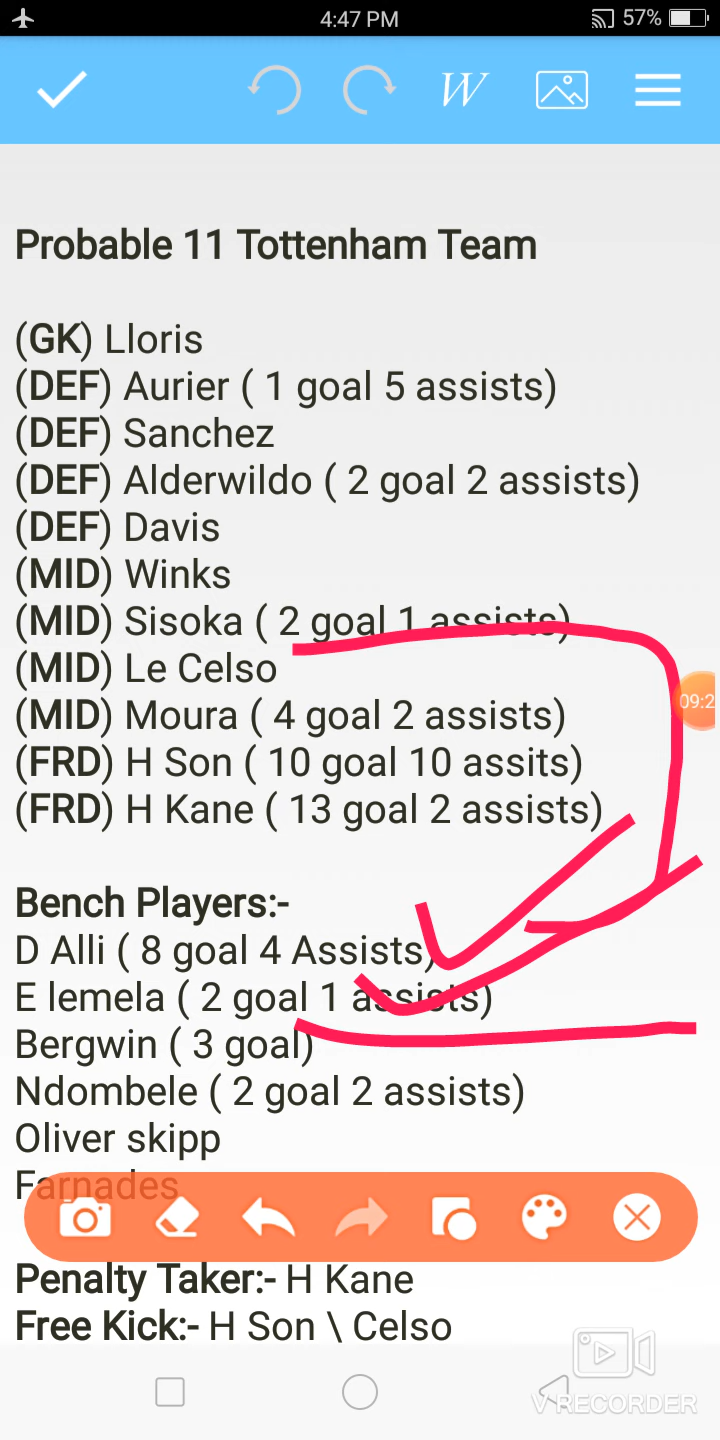 4:47 PM
57%
W
Probable 11 Tottenham Team
(GK) Lloris
(DEF) Aurier ( 1 goal 5 assists)
(DEF) Sanchez
(DEF) Alderwildo ( 2 goal 2 assists)
(DEF) Davis
(MID) Winks
(MID) Sisoka ( 2 goal 1 assists)
(MID) Le Celso
(MID) Moura ( 4 goal 2 assists)
(FRD) H Son ( 10 goal 10 assits)
(FRD) H Kane ( 13 goal 2 assists)
09:2
Bench Players:-
D Alli ( 8 goal 4 Assists)
E lemela ( 2 goal 1 assists)
Bergwin ( 3 goal)
Ndombele ( 2 goal 2 assists)
Oliver skipp
Farnades
Penalty Taker:- H Kane
Free Kick:- H Son \ Celso
V RECORDER